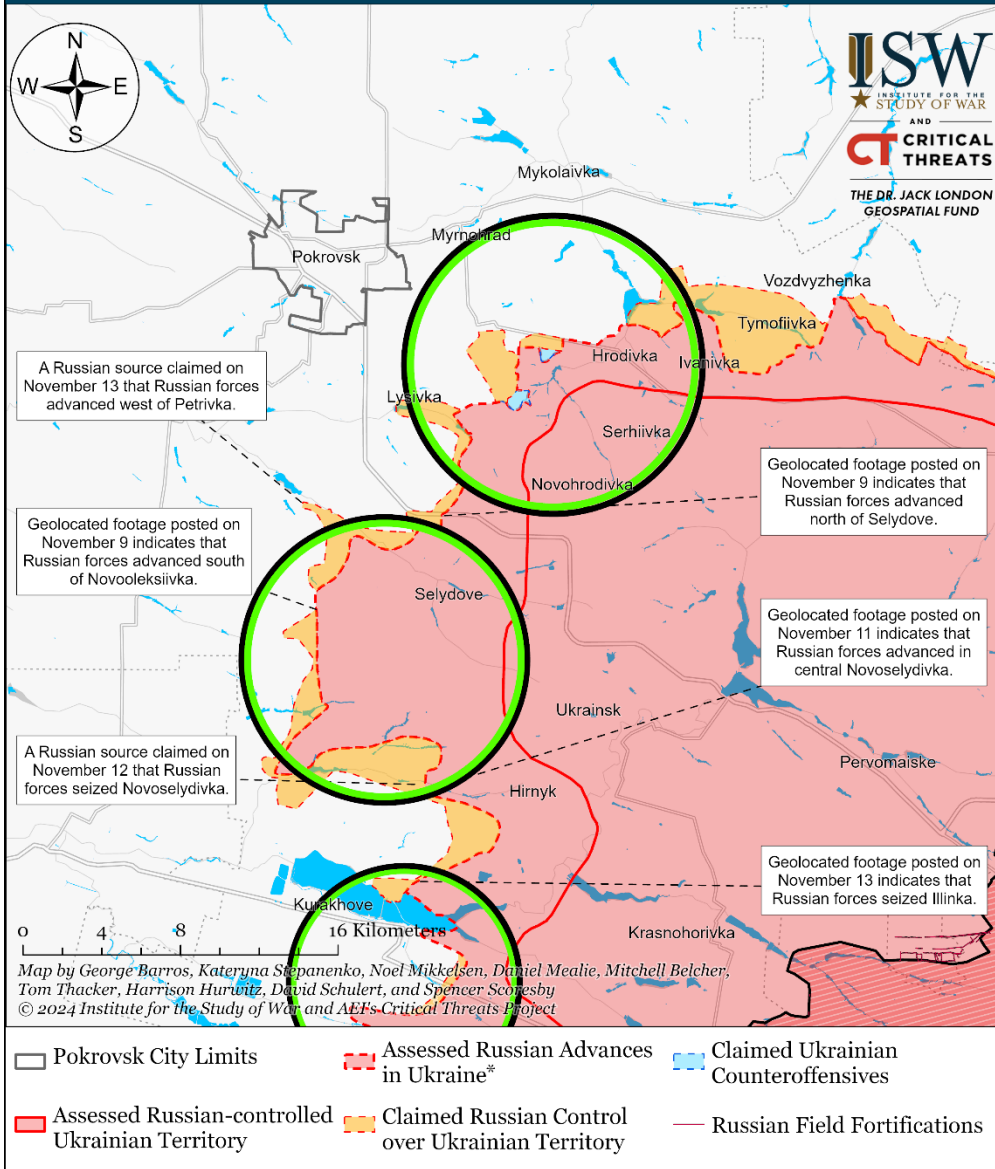 N
W E
S
ISW
INSTITUTE FOR THE
STUDY OF WAR
AND
CT CRITICAL
THREATS
THE DR. JACK LONDON
GEOSPATIAL FUND
Mykolaivka
Myrnohrad
Pokrovsk
Vozdvyzhenka
Tymofiivka
A Russian source claimed on
November 13 that Russian forces
advanced west of Petrivka.
Hrodivka
Ivanivka
Lysivka
Serhiivka
Novohrodivka
Geolocated footage posted on
November 9 indicates that
Russian forces advanced
north of Selydove.
Geolocated footage posted on
November 9 indicates that
Russian forces advanced south
of Novooleksiivka.
Selydove
Geolocated footage posted on
November 11 indicates that
Russian forces advanced in
central Novoselydivka.
Ukrainsk
A Russian source claimed on
November 12 that Russian
forces seized Novoselydivka.
Pervomaiske
Hirnyk
Geolocated footage posted on
November 13 indicates that
Russian forces seized Illinka.
Kurakhove
Krasnohorivka
0 4 8 16 Kilometers
Map by George Barros, Kateryna Stepanenko, Noel Mikkelsen, Daniel Mealie, Mitchell Belcher,
Tom Thacker, Harrison Hurwitz, David Schulert, and Spencer Scoresby
© 2024 Institute for the Study of War and AEI's Critical Threats Project
Pokrovsk City Limits
Assessed Russian Advances
in Ukraine*
Claimed Ukrainian
Counteroffensives
Assessed Russian-controlled
Ukrainian Territory
Claimed Russian Control
over Ukrainian Territory
Russian Field Fortifications